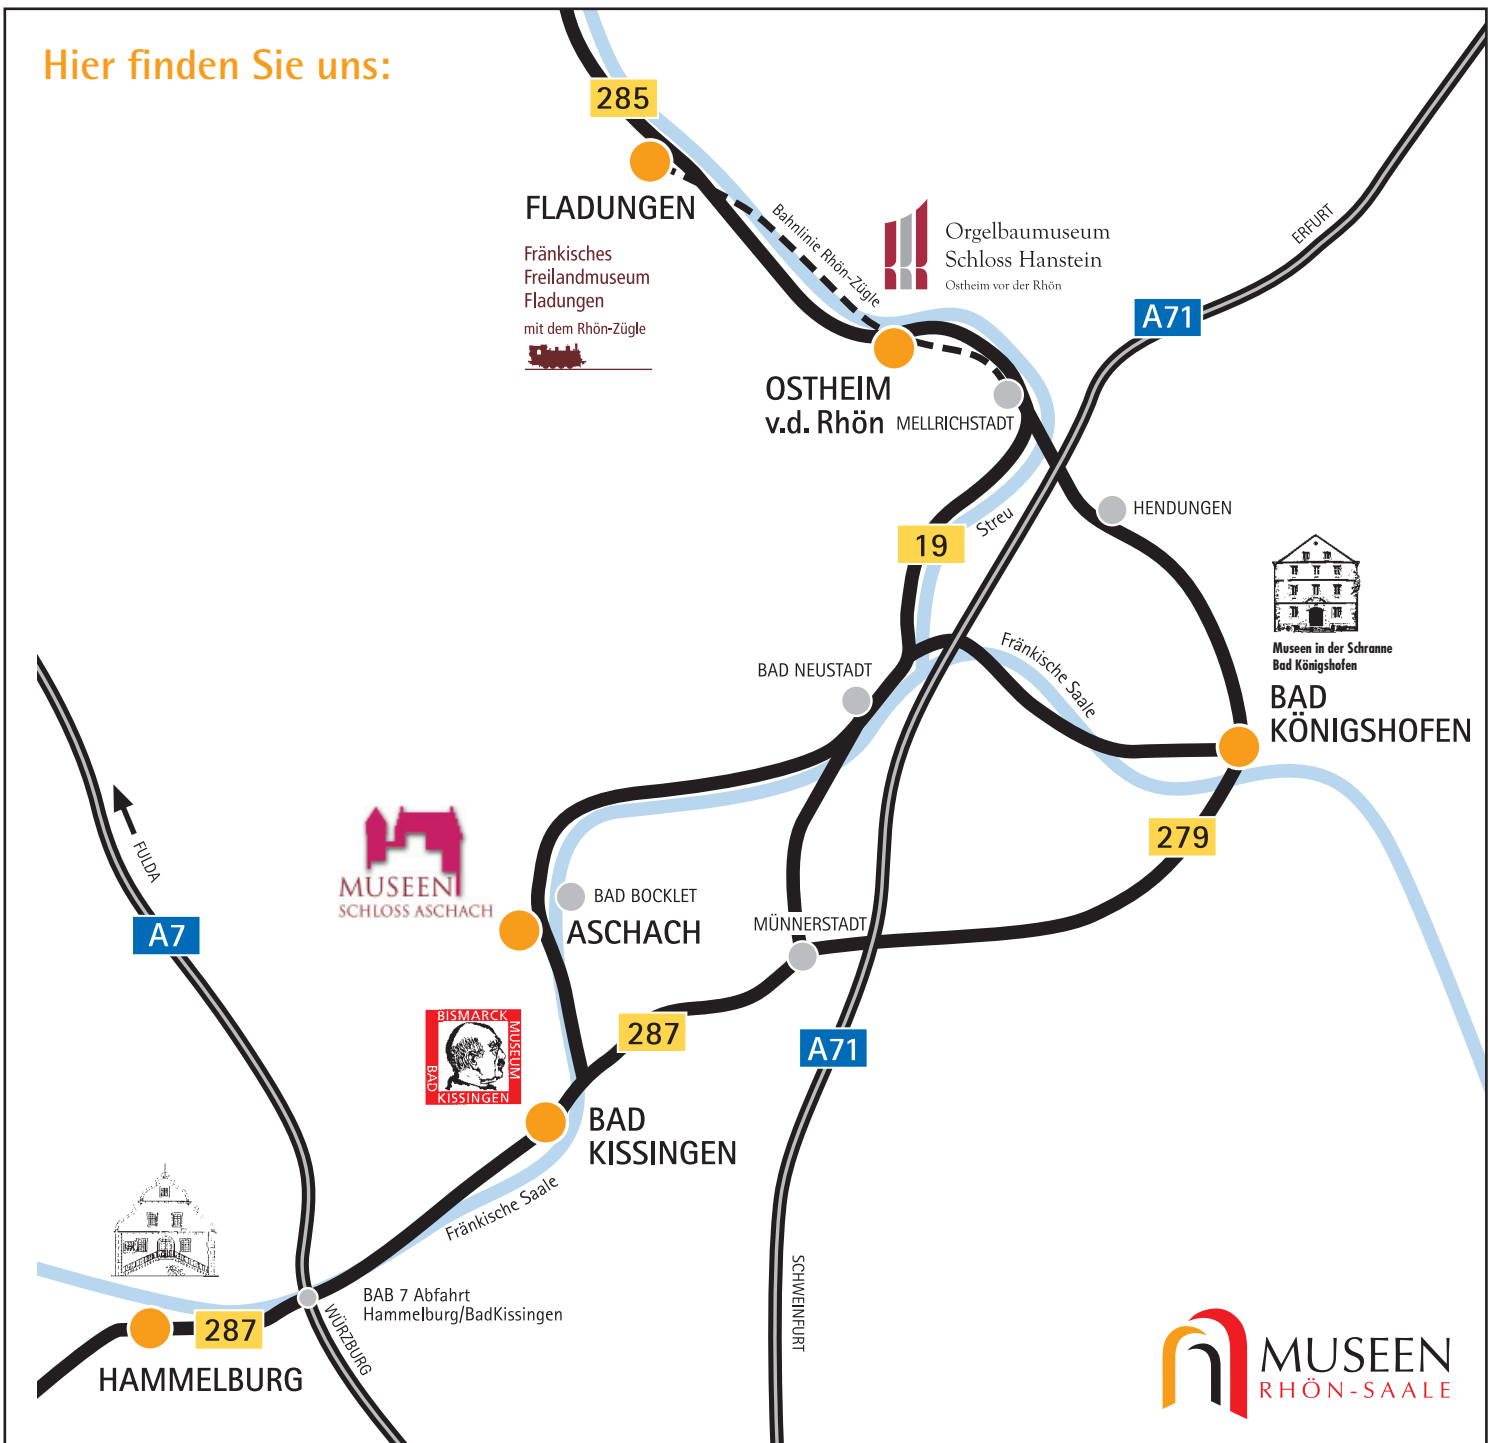 Hier finden Sie uns:
285
FLADUNGEN
Fränkisches
Freilandmuseum
Fladungen
mit dem Rhön-Zügle
Bahnlinie Rhön-Zügle
Orgelbaumuseum
Schloss Hanstein
Ostheim vor der Rhön
ERFURT
A71
OSTHEIM
v.d. Rhön
MELLRICHSTADT
HENDUNGEN
19
Streu
Museen in der Schranne
Bad Königshofen
BAD
KÖNIGSHOFEN
BAD NEUSTADT
Fränkische Saale
279
FULDA
A7
MUSEEN
SCHLOSS ASCHACH
BAD BOCKLET
ASCHACH
MÜNNERSTADT
BISMARCK
MUSEUM
BAD
KISSINGEN
287
A71
BAD
KISSINGEN
Fränkische Saale
SCHWEINFURT
BAB 7 Abfahrt
Hammelburg/BadKissingen
WÜRZBURG
287
HAMMELBURG
MUSEEN
RHÖN-SAALE